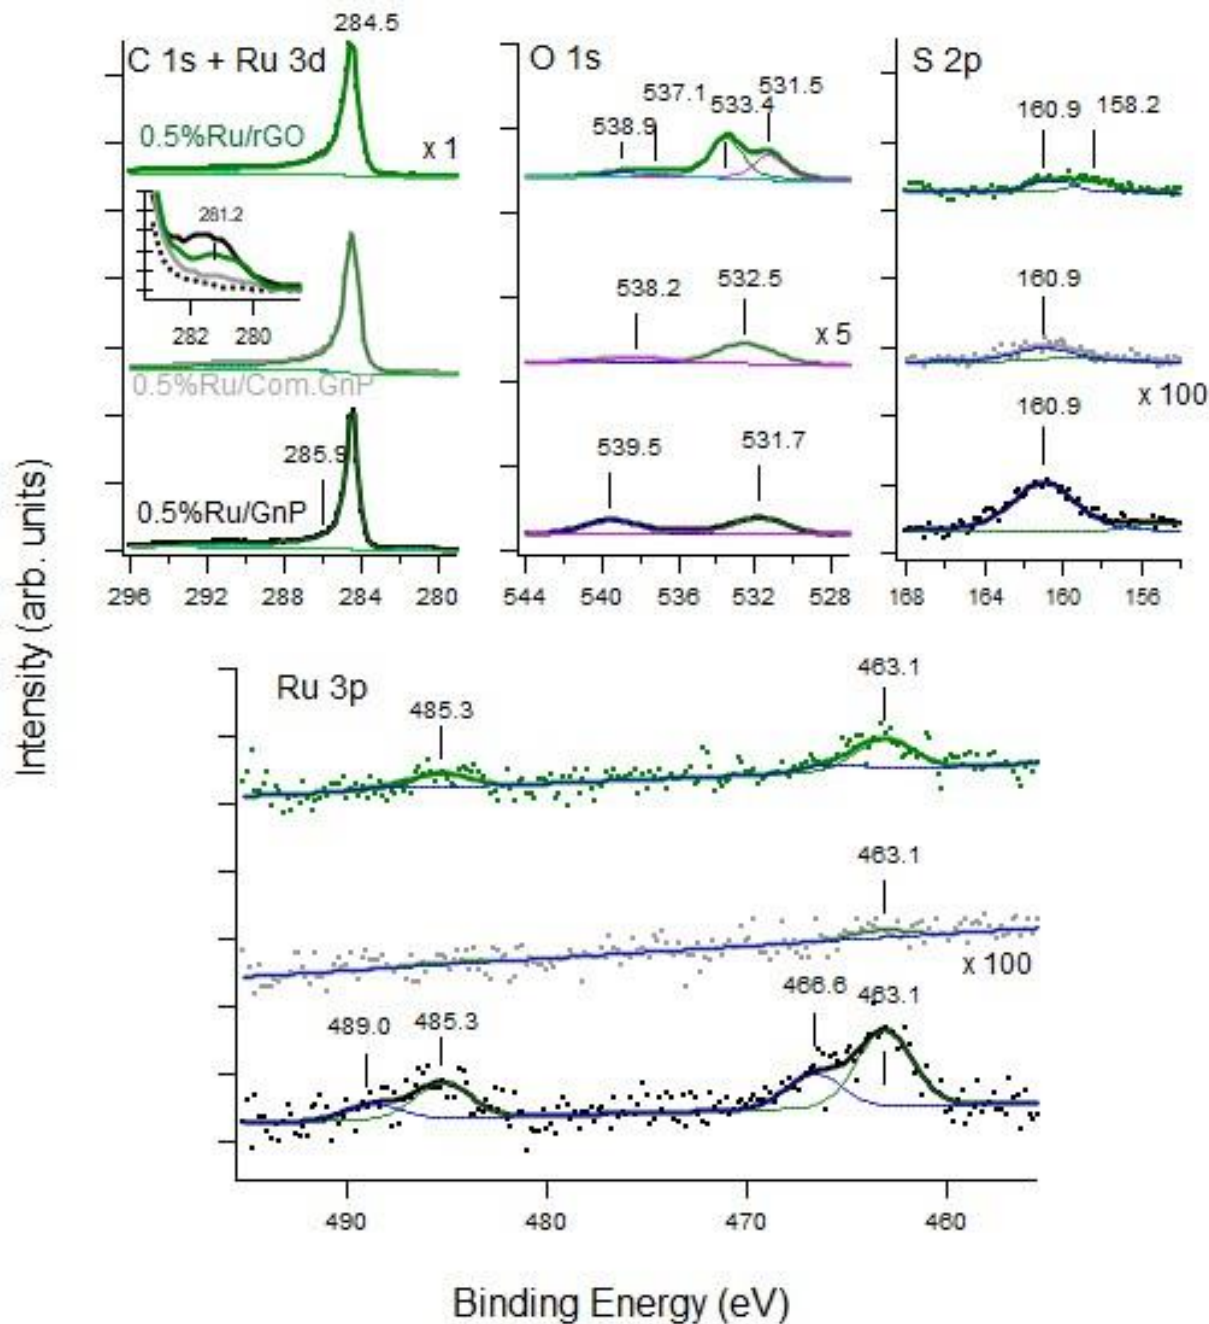 284.5
C 1s + Ru 3d
0.5%Ru/rGO
x 1
281.2
282 280
0.5%Ru/Com.GnP
285.9
0.5%Ru/GnP
296 292 288 284 280
O 1s
537.1 533.4 531.5
538.9
538.2 532.5
x 5
539.5 531.7
544 540 536 532 528
S 2p
160.9 158.2
160.9
x 100
160.9
168 164 160 156
Intensity (arb. units)
Ru 3p
485.3 463.1
463.1
x 100
489.0 485.3 466.6 463.1
490 480 470 460
Binding Energy (eV)